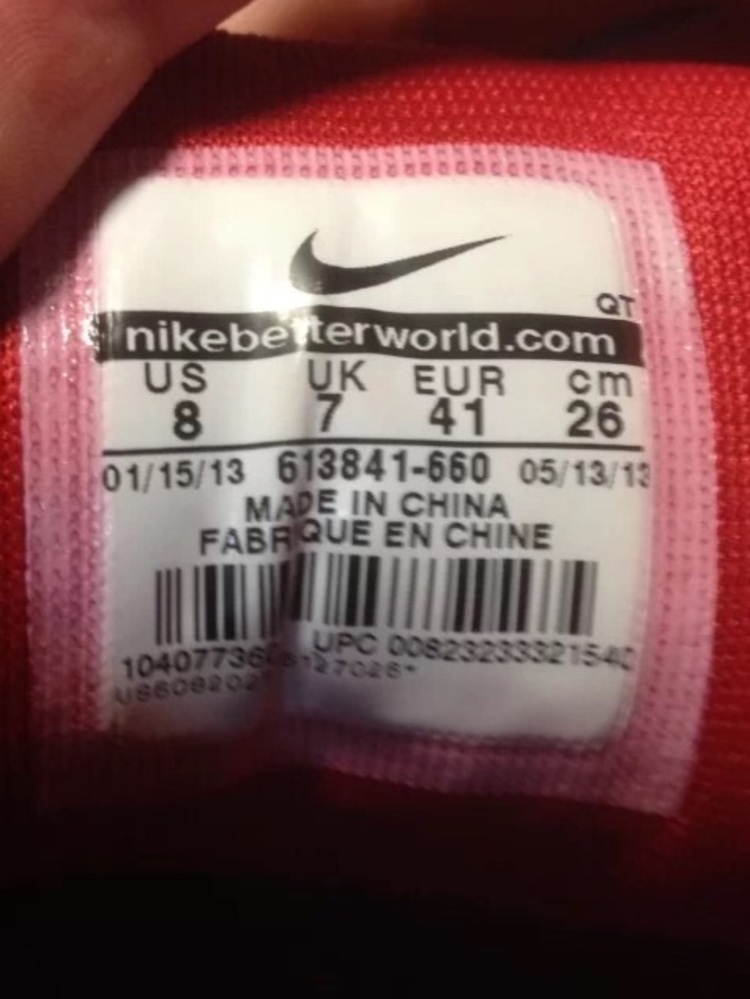 QT
nikebetterworld.com
US UK EUR cm
8 7 41 26
01/15/13 613841-660 05/13/13
MADE IN CHINA
FABRIQUE EN CHINE
UPC 00823233321540